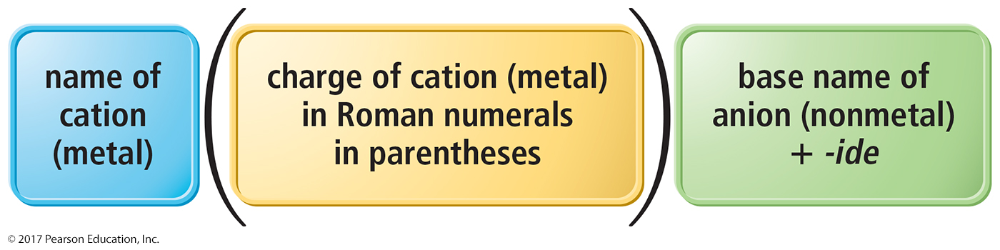 name of
cation
(metal)
charge of cation (metal)
in Roman numerals
in parentheses
base name of
anion (nonmetal)
+ -ide
© 2017 Pearson Education, Inc.